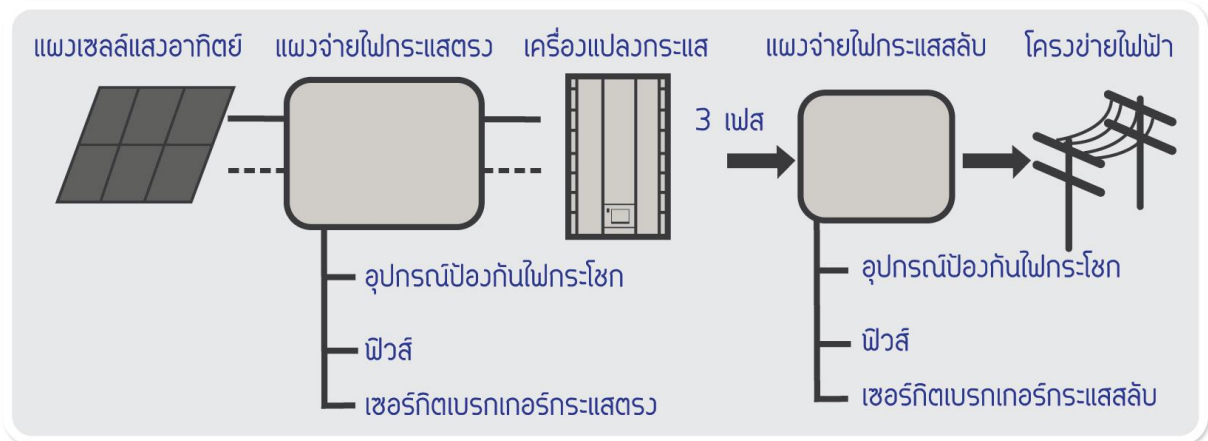 แผงเซลล์แสงอาทิตย์ แผงจ่ายไฟกระแสตรง เครื่องแปลงกระแส แผงจ่ายไฟกระแสสลับ โครงข่ายไฟฟ้า
3 เฟส
อุปกรณ์ป้องกันไฟกระโชก
ฟิวส์
เซอร์กิตเบรกเกอร์กระแสตรง
อุปกรณ์ป้องกันไฟกระโชก
ฟิวส์
เซอร์กิตเบรกเกอร์กระแสสลับ